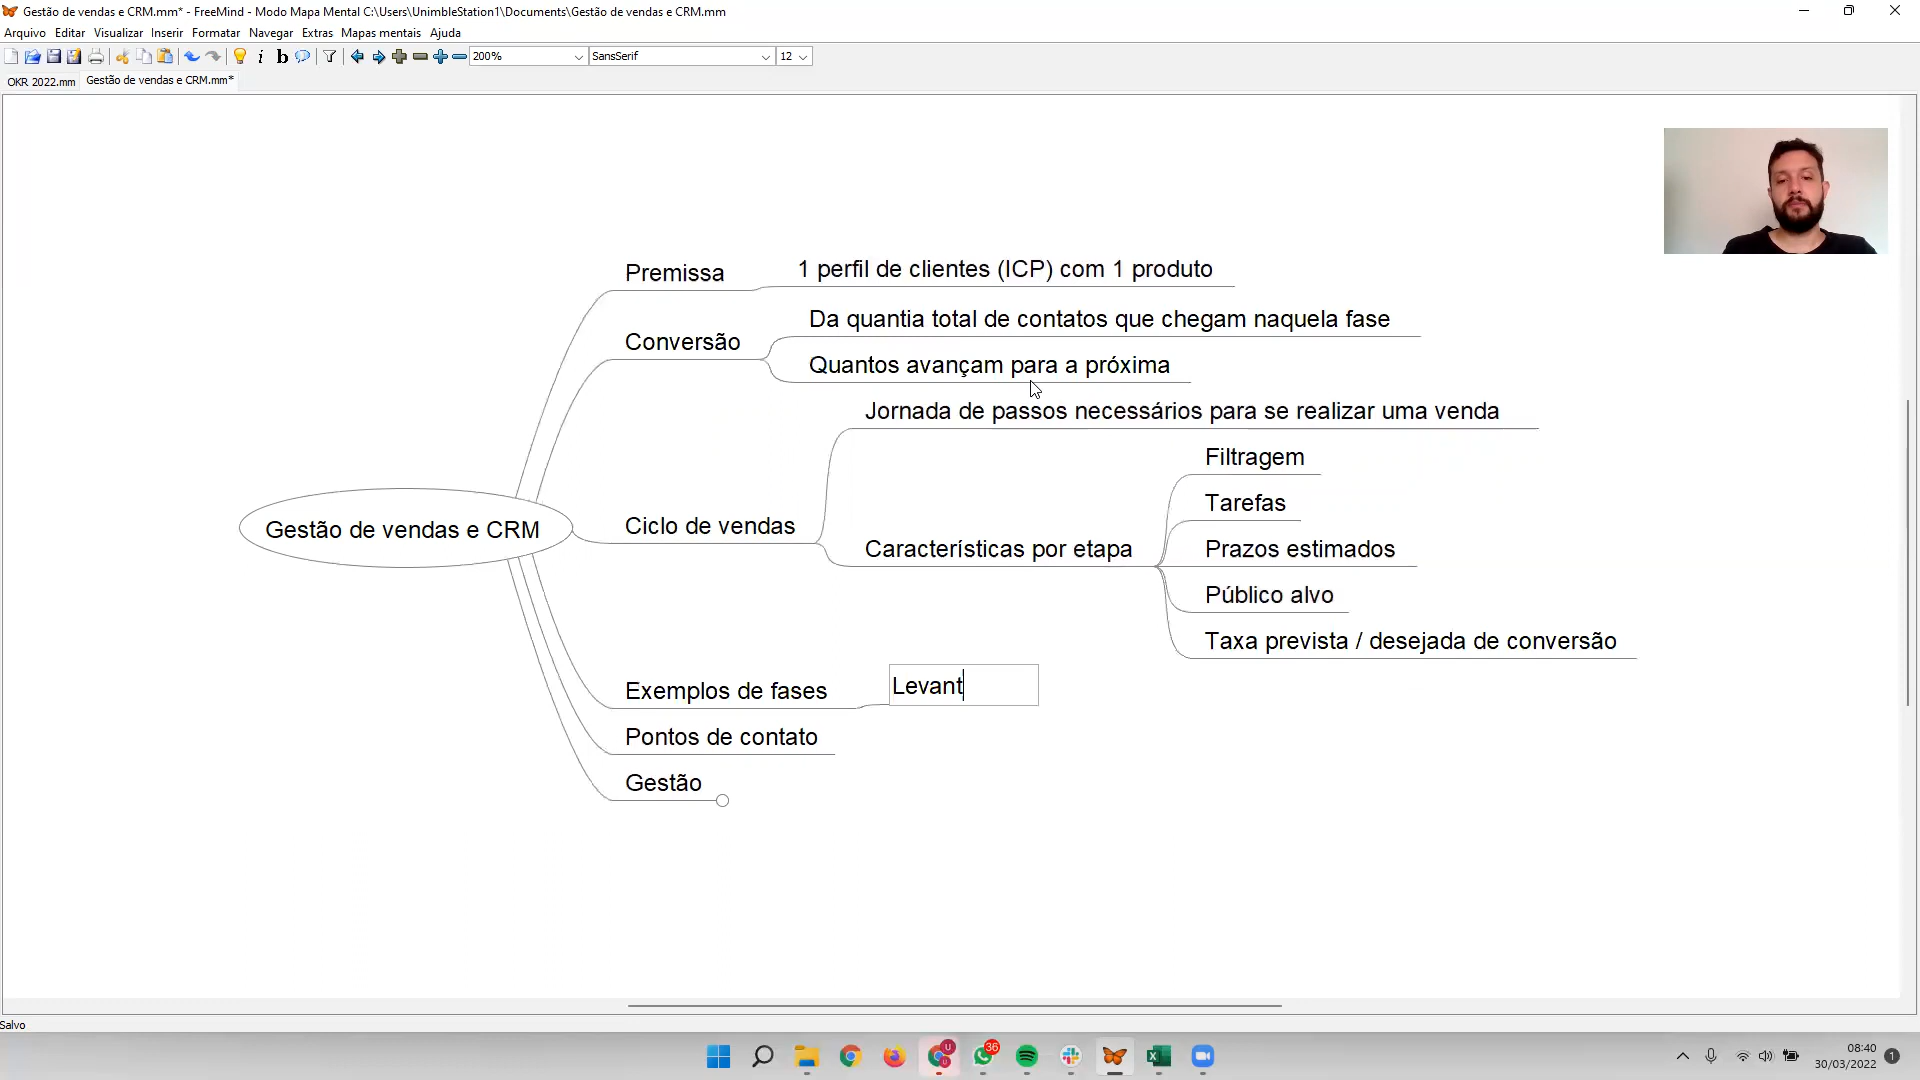 Gestão de vendas e CRM.mm* - FreeMind - Modo Mapa Mental C:\Users\UnimbleStation1\Documents\Gestão de vendas e CRM.mm
Arquivo Editar Visualizar Inserir Formatar Navegar Extras Mapas mentais Ajuda
200% SansSerif 12
OKR 2022.mm Gestão de vendas e CRM.mm*
Premissa
1 perfil de clientes (ICP) com 1 produto
Conversão
Da quantia total de contatos que chegam naquela fase
Quantos avançam para a próxima
Gestão de vendas e CRM
Ciclo de vendas
Jornada de passos necessários para se realizar uma venda
Características por etapa
Filtragem
Tarefas
Prazos estimados
Público alvo
Taxa prevista / desejada de conversão
Exemplos de fases
Levant
Pontos de contato
Gestão
Salvo
36
08:40
30/03/2022
1